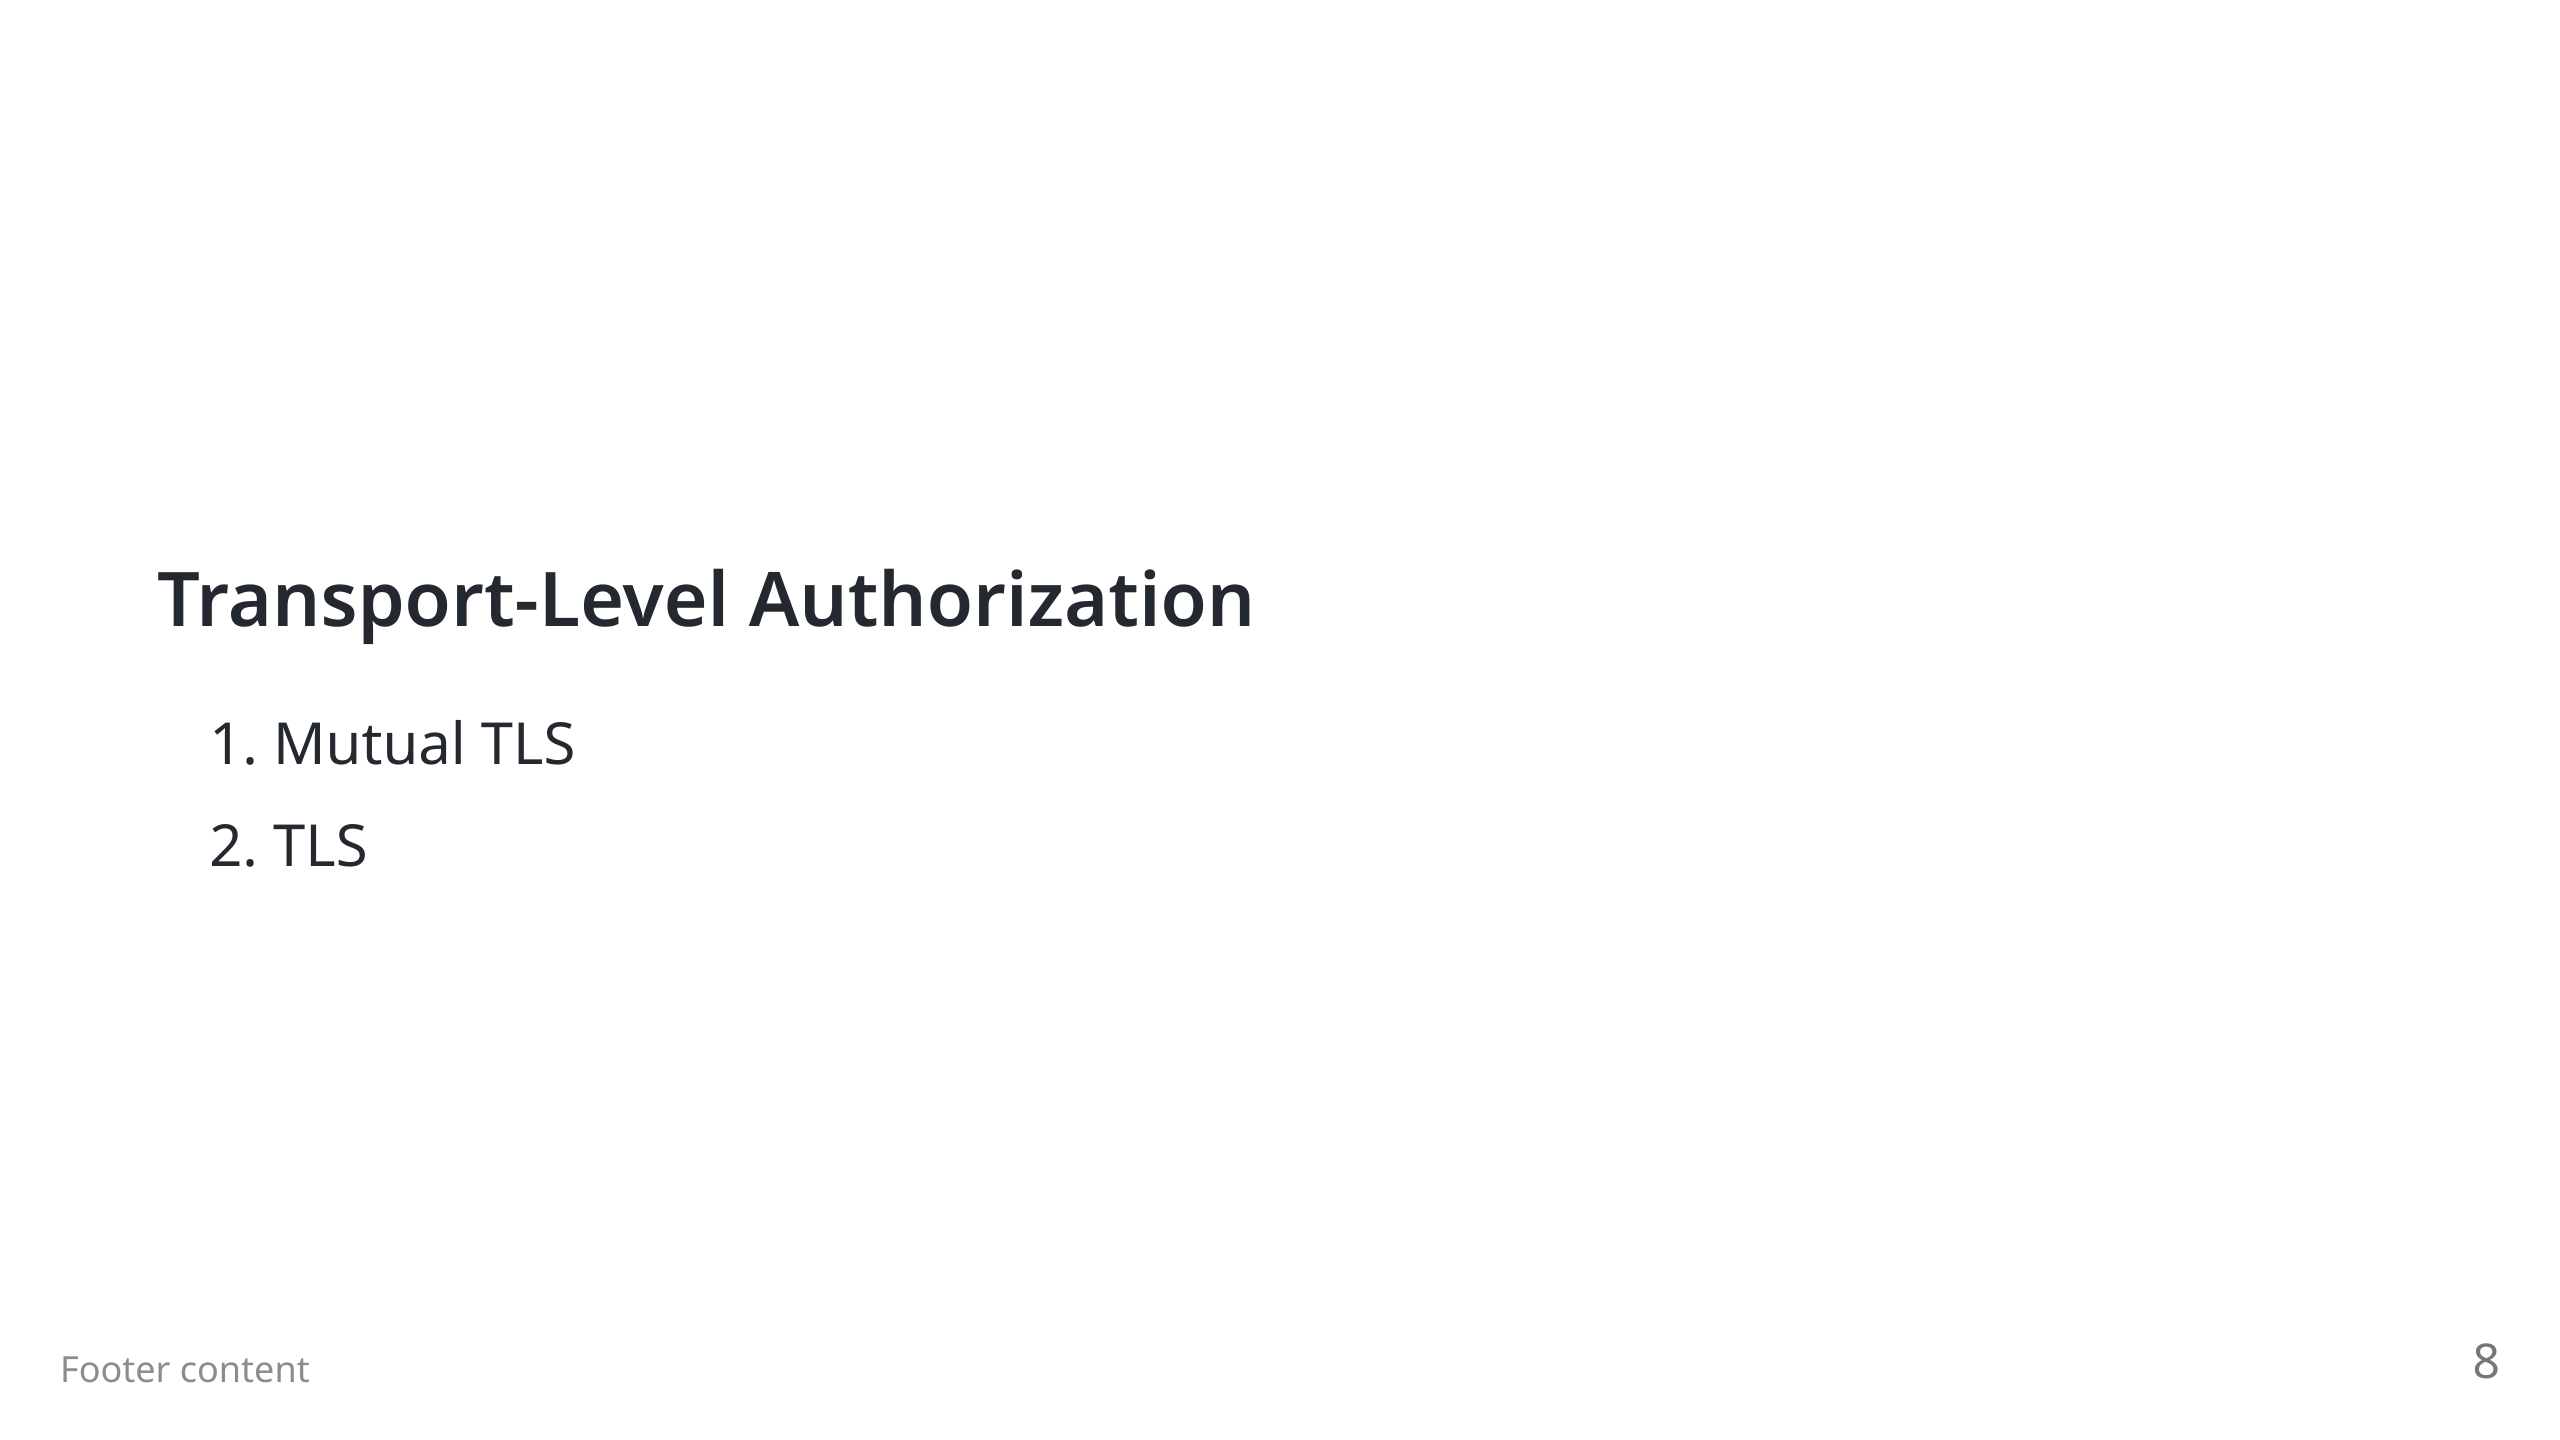 Transport-Level Authorization
1. Mutual TLS
2. TLS
Footer content
8